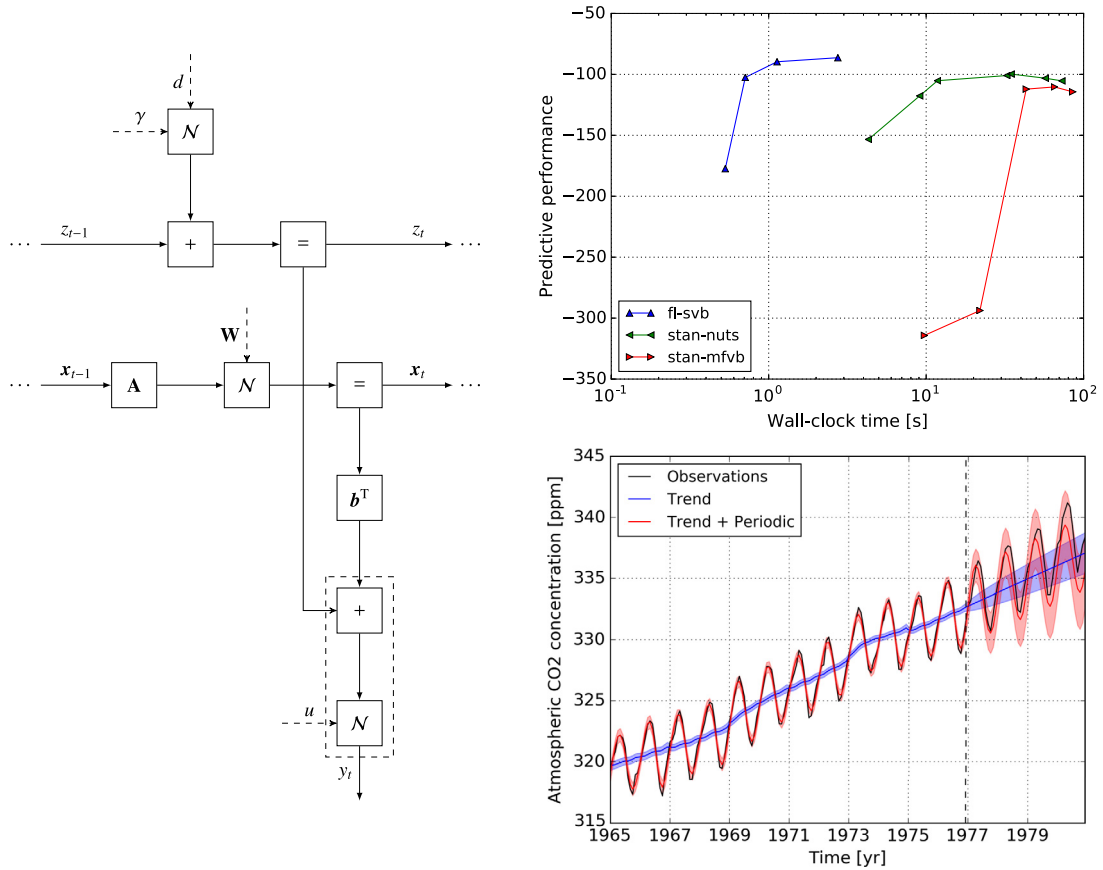 d
γ
𝒩
··· z_{t−1} + = z_t ···
W
··· x_{t−1} A 𝒩 = x_t ···
b^T
+
u 𝒩
y_t
−50
−100
−150
−200
−250
−300
−350
Predictive performance
fl-svb
stan-nuts
stan-mfvb
10^{-1} 10^0 10^1 10^2
Wall-clock time [s]
345
340
335
330
325
320
315
Atmospheric CO2 concentration [ppm]
Observations
Trend
Trend + Periodic
1965 1967 1969 1971 1973 1975 1977 1979
Time [yr]